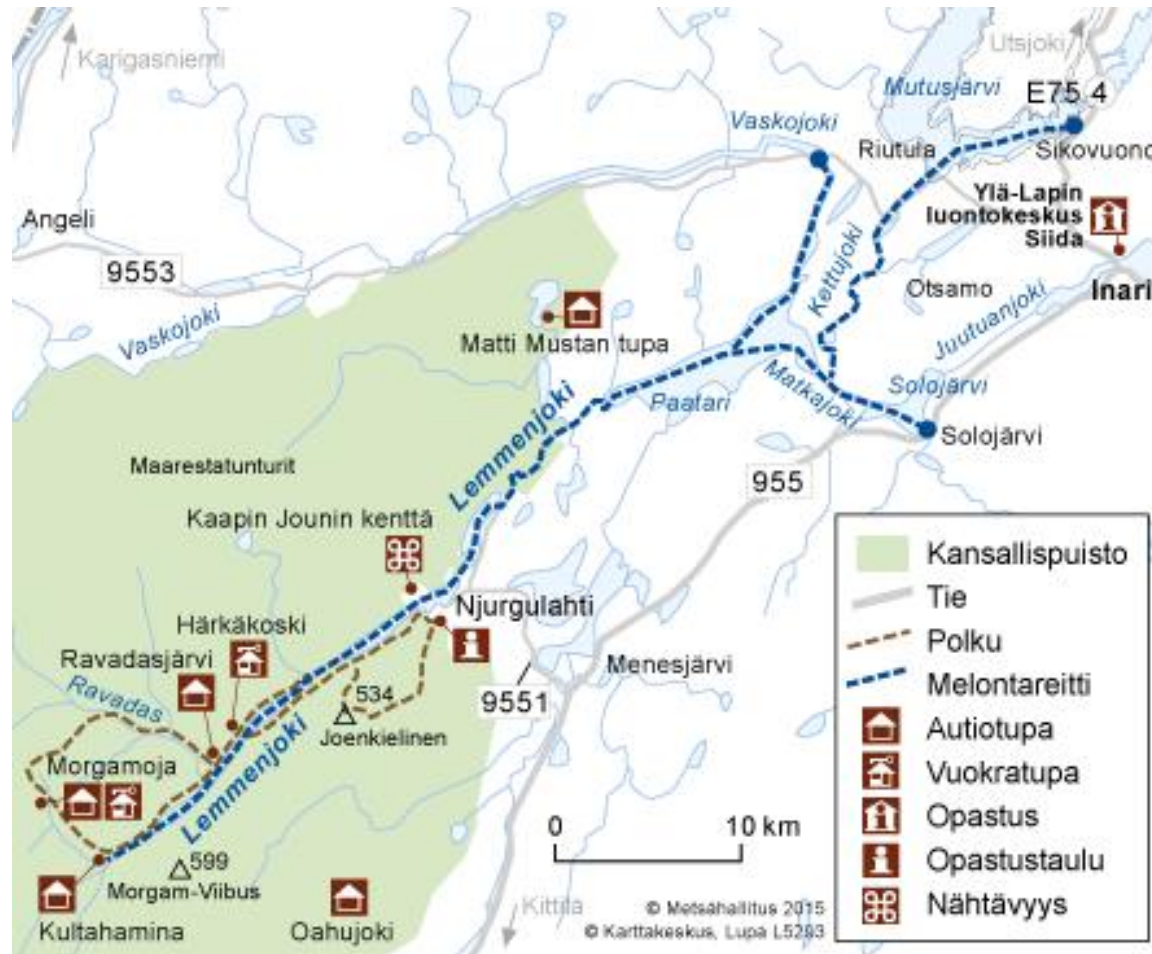 Karigasniemi
Utsjoki
Mutusjärvi
E75 4
Vaskojoki
Riutula
Sikovuono
Ylä-Lapin
luontokeskus
Siida
Angeli
9553
Kettujoki
Otsamo
Inari
Vaskojoki
Juutuanjoki
Matti Mustan tupa
Matkajoki
Solojärvi
Paatari
Solojärvi
Lemmenjoki
Maarestatunturit
955
Kaapin Jounin kenttä
Njurgulahti
Härkäkoski
Ravadasjärvi
Ravadas
534
Joenkielinen
9551
Menesjärvi
Lemmenjoki
Morgamoja
599
Morgam-Viibus
Kultahamina
Oahujoki
0 10 km
Kittilä
© Metsähallitus 2015
© Karttakeskus, Lupa L5293
Kansallispuisto
Tie
Polku
Melontareitti
Autiotupa
Vuokratupa
Opastus
Opastustaulu
Nähtävyys